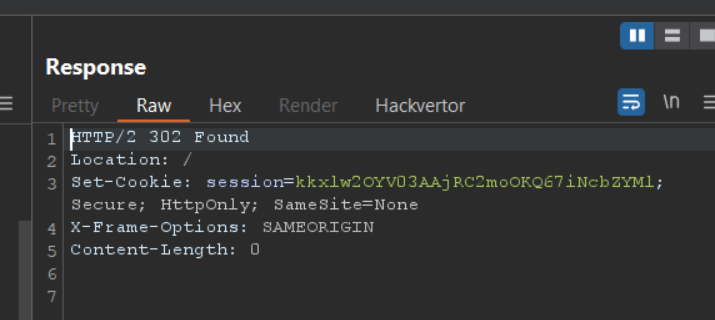 Response
Pretty Raw Hex Render Hackvertor \n
1 HTTP/2 302 Found
2 Location: /
3 Set-Cookie: session=kkxlw2OYV03AAjRC2moOKQ67iNcbZYMl;
Secure; HttpOnly; SameSite=None
4 X-Frame-Options: SAMEORIGIN
5 Content-Length: 0
6
7